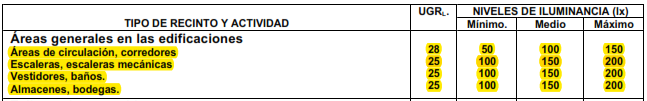 TIPO DE RECINTO Y ACTIVIDAD UGRL. NIVELES DE ILUMINANCIA (lx)
Mínimo. Medio Máximo
Áreas generales en las edificaciones
Áreas de circulación, corredores 28 50 100 150
Escaleras, escaleras mecánicas 25 100 150 200
Vestidores, baños. 25 100 150 200
Almacenes, bodegas. 25 100 150 200